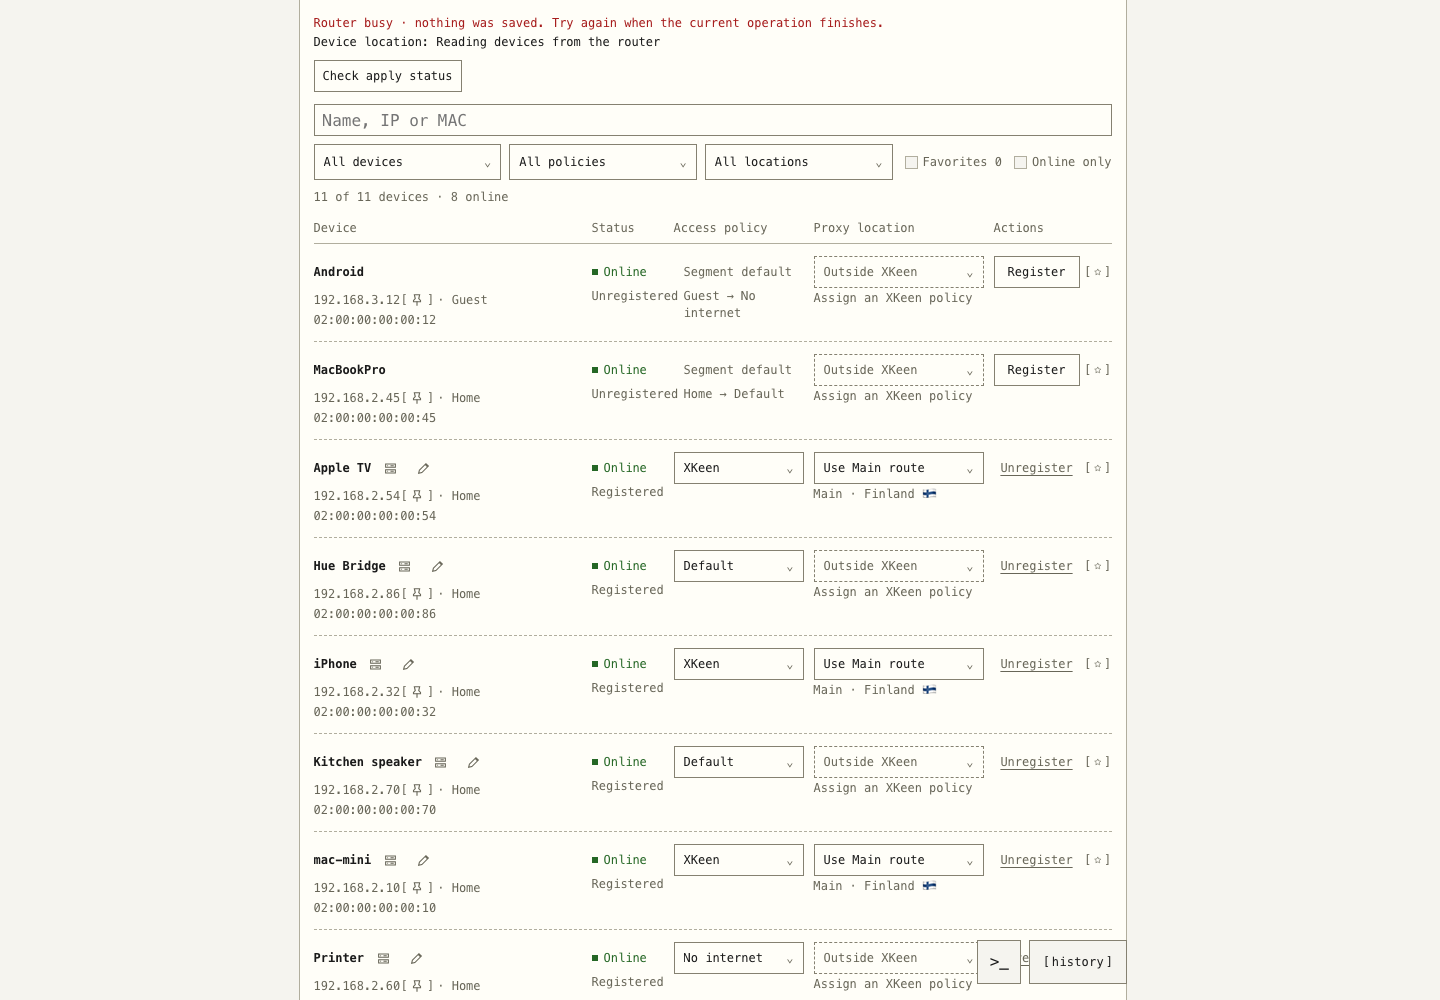 Router busy · nothing was saved. Try again when the current operation finishes.
Device location: Reading devices from the router
Check apply status
Name, IP or MAC
All devices
All policies
All locations
Favorites 0
Online only
11 of 11 devices · 8 online
Device Status Access policy Proxy location Actions
Android
Online
Segment default
Outside XKeen
Register
[☆]
192.168.3.12[ ]· Guest
Unregistered
Guest → No internet
Assign an XKeen policy
02:00:00:00:00:12
MacBookPro
Online
Segment default
Outside XKeen
Register
[☆]
192.168.2.45[ ]· Home
Unregistered
Home → Default
Assign an XKeen policy
02:00:00:00:00:45
Apple TV
Online
XKeen
Use Main route
Unregister
[☆]
192.168.2.54[ ]· Home
Registered
Main · Finland 🇫🇮
02:00:00:00:00:54
Hue Bridge
Online
Default
Outside XKeen
Unregister
[☆]
192.168.2.86[ ]· Home
Registered
Assign an XKeen policy
02:00:00:00:00:86
iPhone
Online
XKeen
Use Main route
Unregister
[☆]
192.168.2.32[ ]· Home
Registered
Main · Finland 🇫🇮
02:00:00:00:00:32
Kitchen speaker
Online
Default
Outside XKeen
Unregister
[☆]
192.168.2.70[ ]· Home
Registered
Assign an XKeen policy
02:00:00:00:00:70
mac-mini
Online
XKeen
Use Main route
Unregister
[☆]
192.168.2.10[ ]· Home
Registered
Main · Finland 🇫🇮
02:00:00:00:00:10
Printer
Online
No internet
Outside XKeen
192.168.2.60[ ]· Home
Registered
Assign an XKeen policy
>_
[history]